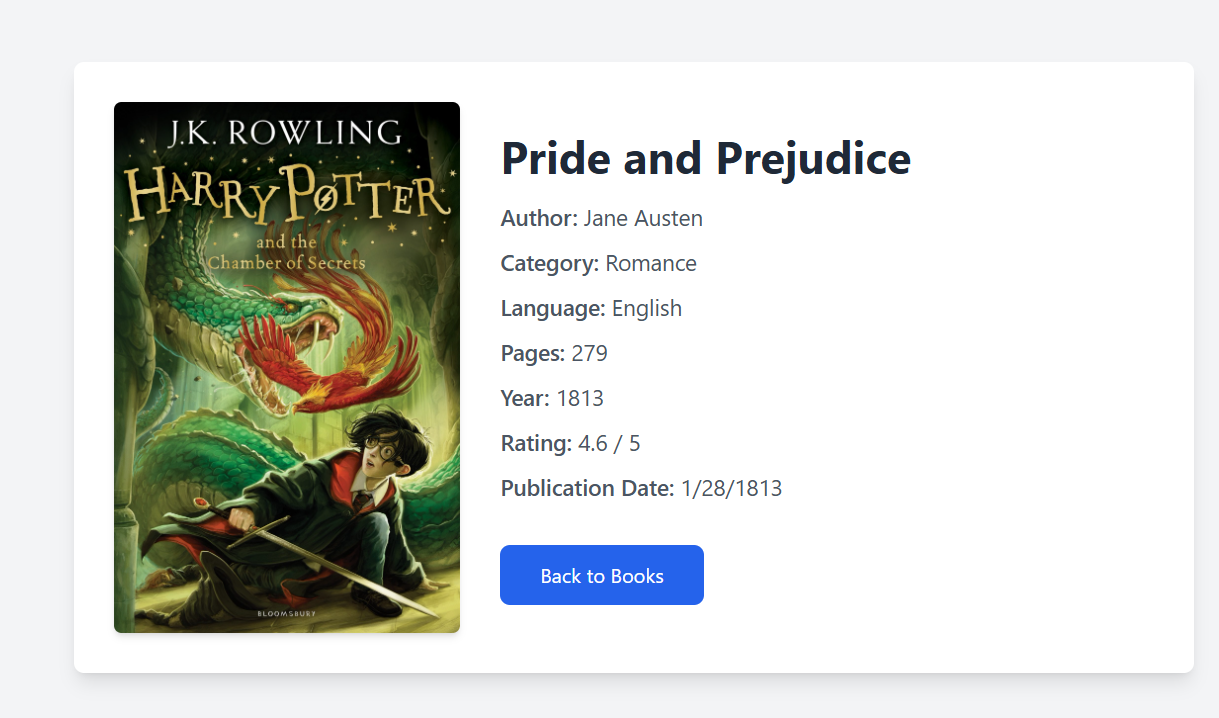 J.K. ROWLING
HARRY POTTER
and the
Chamber of Secrets
BLOOMSBURY
Pride and Prejudice
Author: Jane Austen
Category: Romance
Language: English
Pages: 279
Year: 1813
Rating: 4.6 / 5
Publication Date: 1/28/1813
Back to Books